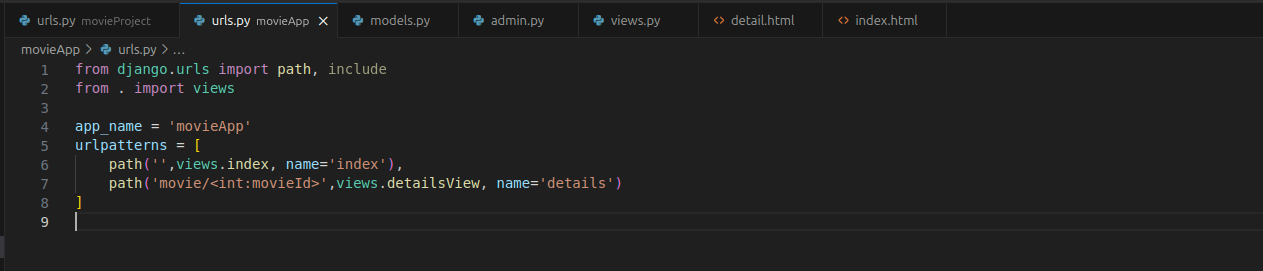 urls.py movieProject urls.py movieApp models.py admin.py views.py <> detail.html <> index.html
movieApp > urls.py > ...
1 from django.urls import path, include
2 from . import views
3
4 app_name = 'movieApp'
5 urlpatterns = [
6     path('',views.index, name='index'),
7     path('movie/<int:movieId>',views.detailsView, name='details')
8 ]
9